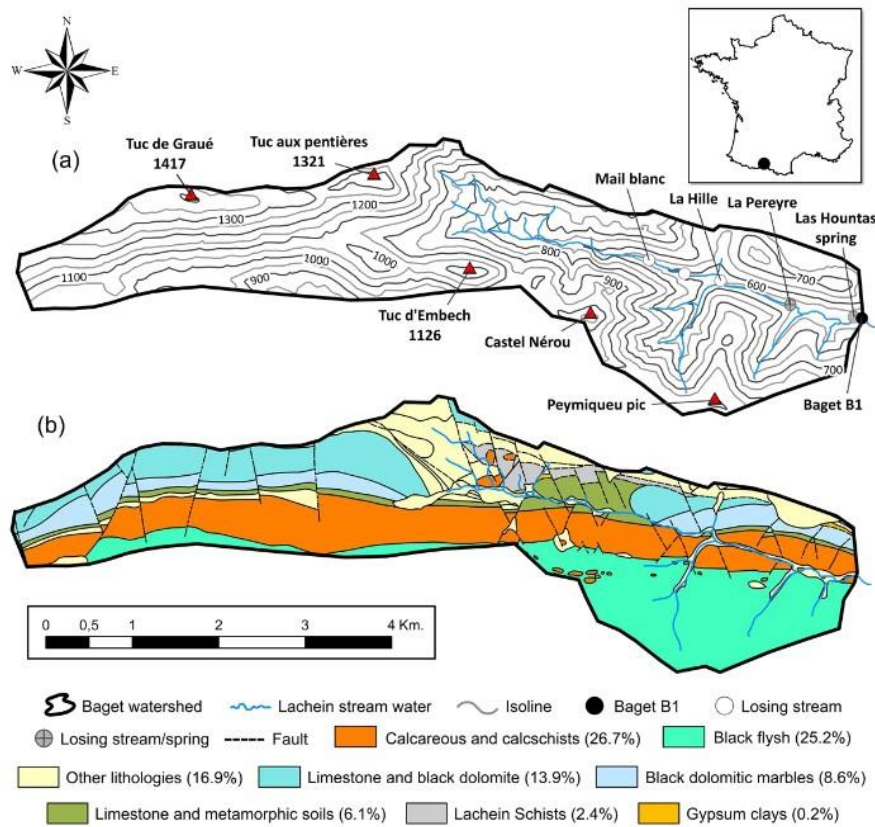 N
W
E
S
(a)
Tuc de Graué
1417
Tuc aux pentières
1321
Mail blanc
La Hille
La Pereyre
Las Hountas
spring
1300
1200
1100
900
1000
1000
800
900
600
700
700
Tuc d'Embech
1126
Castel Nérou
Peymiqueu pic
Baget B1
(b)
0 0,5 1 2 3 4 Km.
Baget watershed Lachein stream water Isoline Baget B1 Losing stream
Losing stream/spring Fault Calcareous and calcschists (26.7%) Black flysh (25.2%)
Other lithologies (16.9%) Limestone and black dolomite (13.9%) Black dolomitic marbles (8.6%)
Limestone and metamorphic soils (6.1%) Lachein Schists (2.4%) Gypsum clays (0.2%)